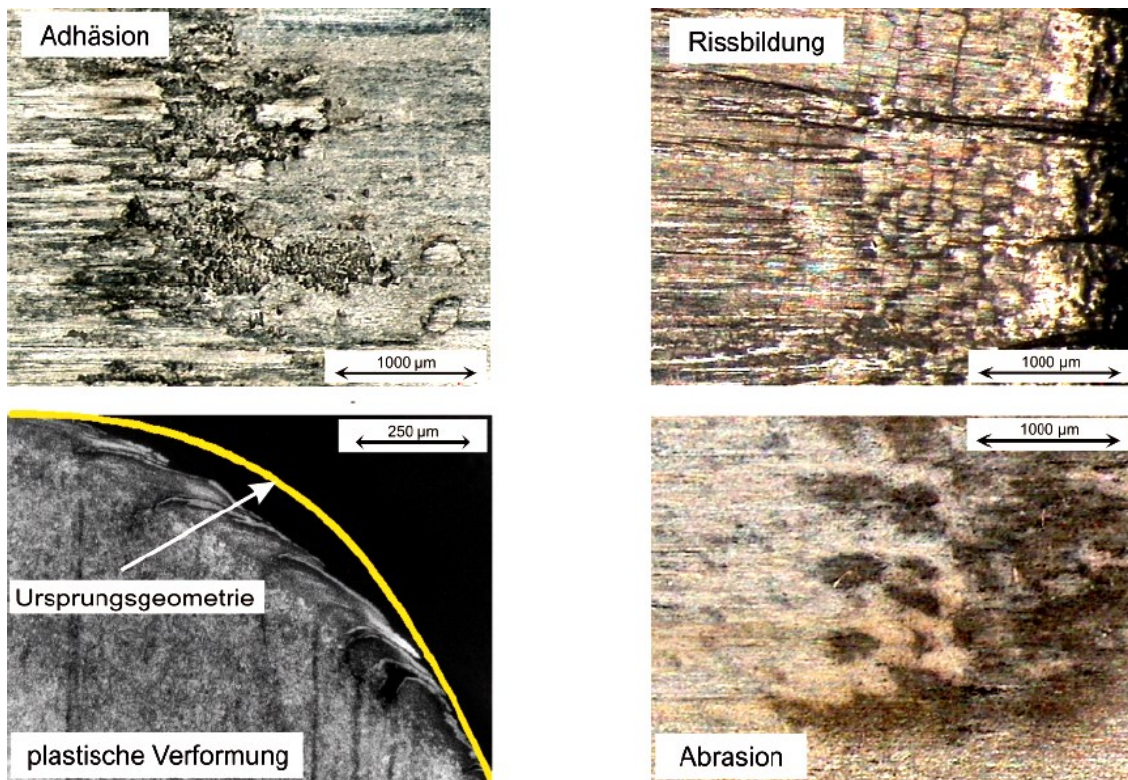 Adhäsion
1000 µm
Rissbildung
1000 µm
250 µm
Ursprungsgeometrie
plastische Verformung
1000 µm
Abrasion